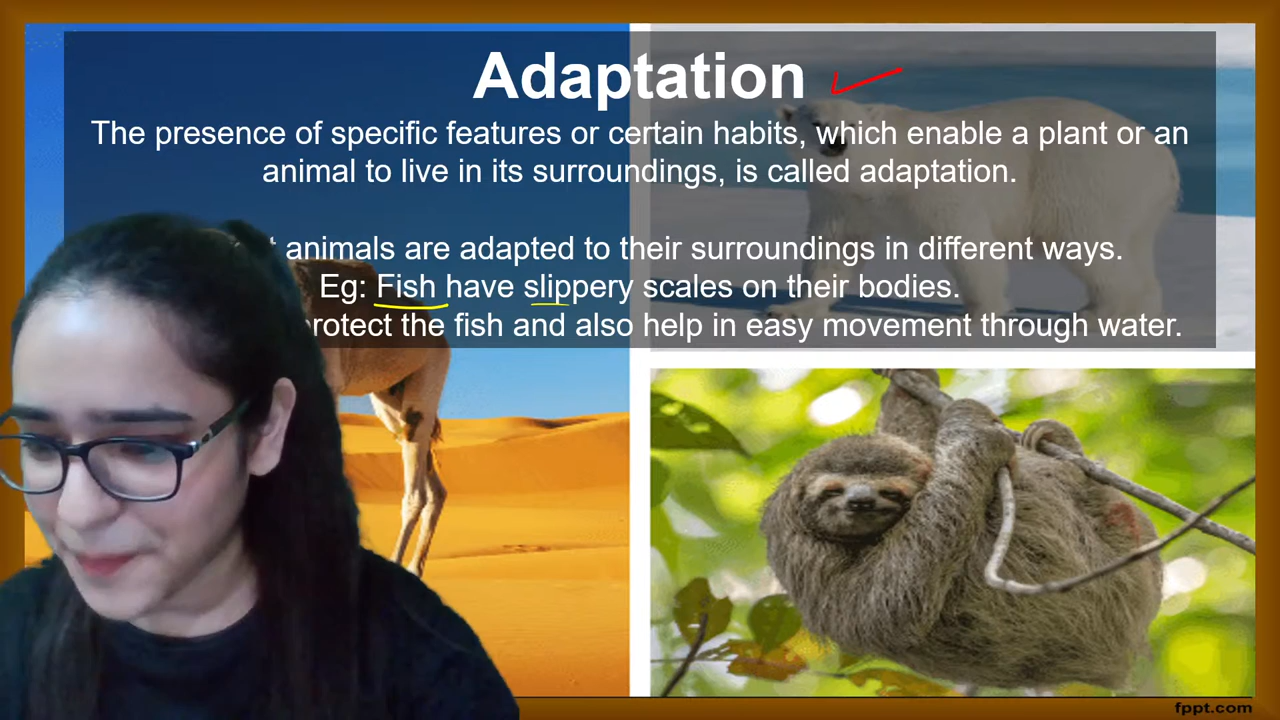 Adaptation
The presence of specific features or certain habits, which enable a plant or an
animal to live in its surroundings, is called adaptation.
animals are adapted to their surroundings in different ways.
Eg: Fish have slippery scales on their bodies.
protect the fish and also help in easy movement through water.
fppt.com